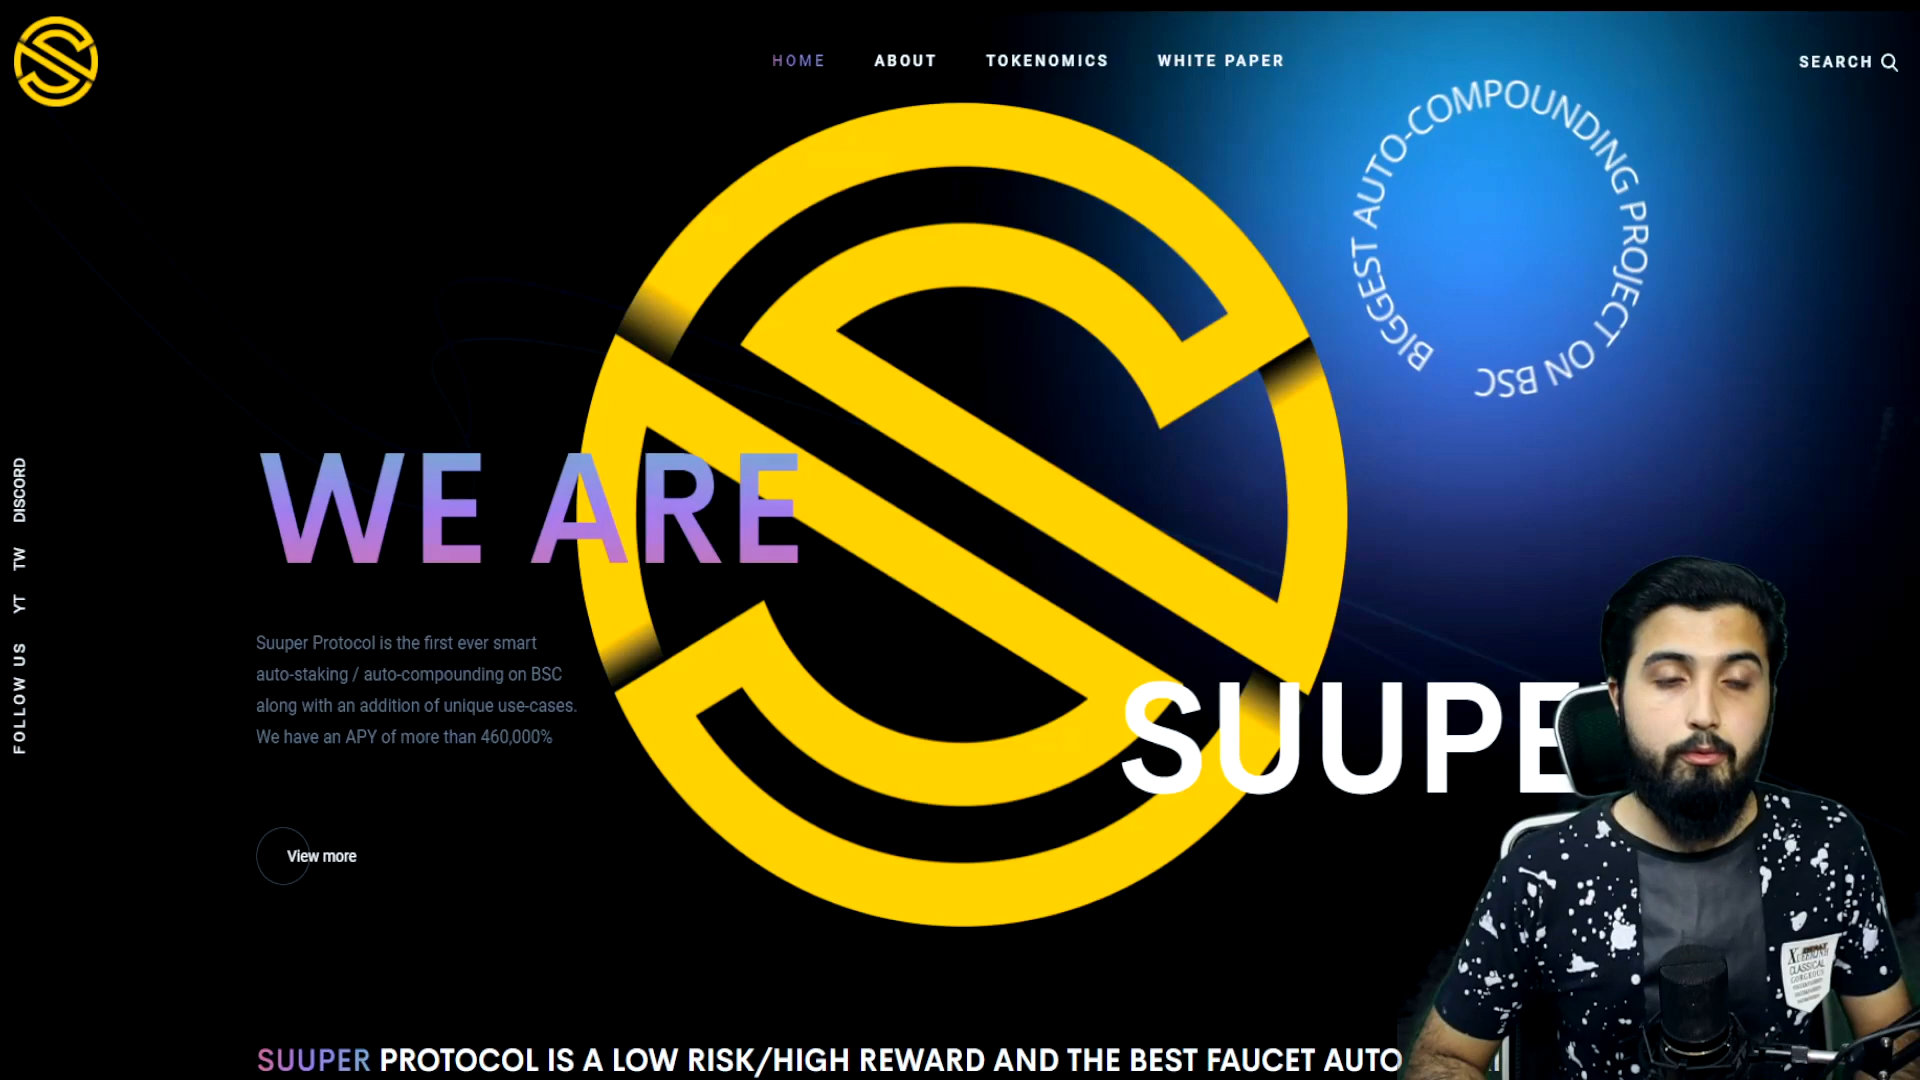 HOME ABOUT TOKENOMICS WHITE PAPER
SEARCH
BIGGEST AUTO-COMPOUNDING PROJECT ON BSC
WE ARE
SUUPE
Suuper Protocol is the first ever smart
auto-staking / auto-compounding on BSC
along with an addition of unique use-cases.
We have an APY of more than 460,000%
View more
FOLLOW US YT TW DISCORD
CLASSICAL
SUUPER PROTOCOL IS A LOW RISK/HIGH REWARD AND THE BEST FAUCET AUTO